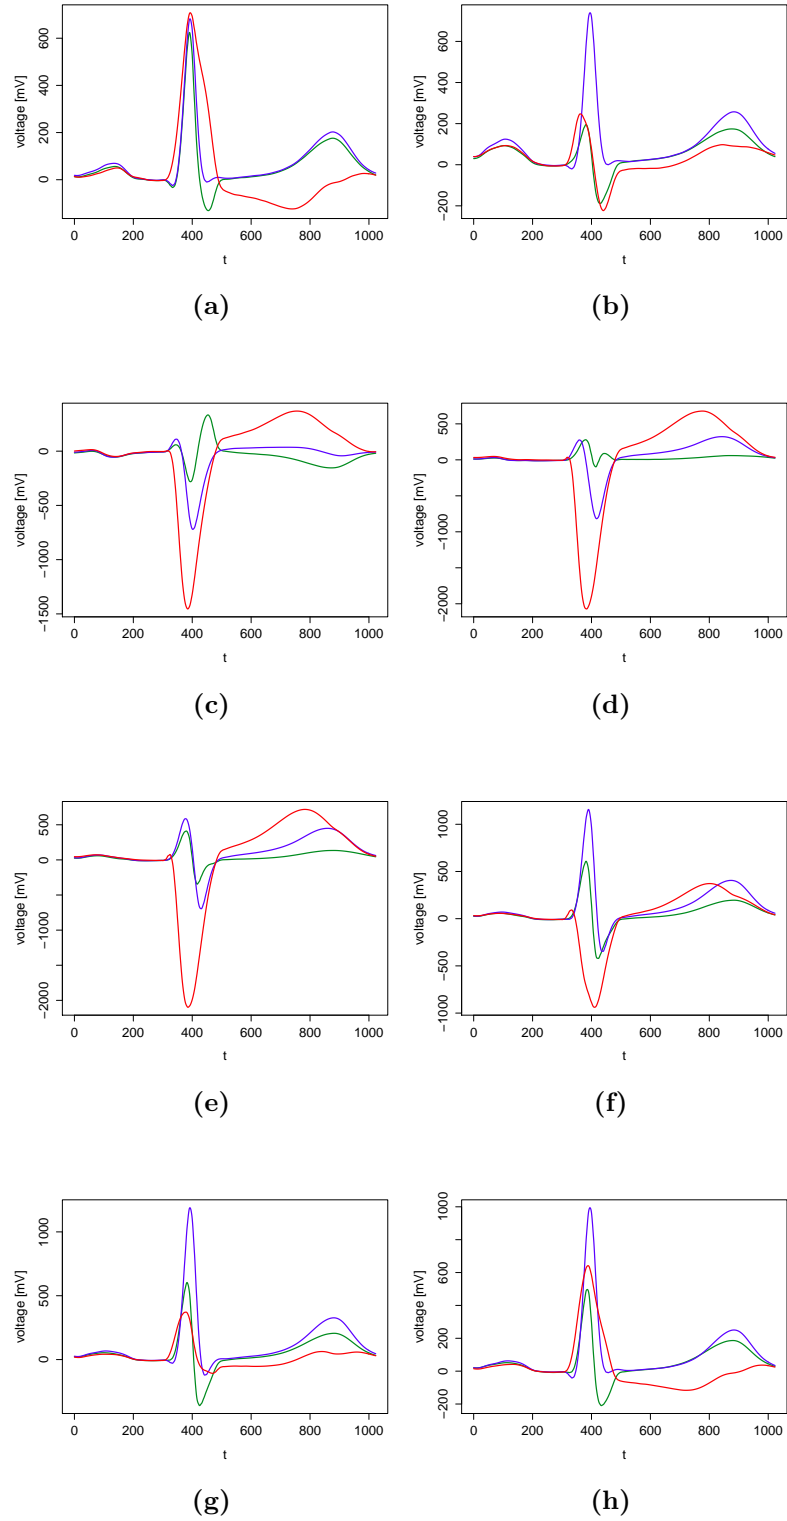 voltage [mV]
0 200 400 600
0 200 400 600 800 1000
t
(a)
voltage [mV]
−200 0 200 400 600
0 200 400 600 800 1000
t
(b)
voltage [mV]
−1500 −1000 −500 0
0 200 400 600 800 1000
t
(c)
voltage [mV]
−2000 −1000 0 500
0 200 400 600 800 1000
t
(d)
voltage [mV]
−2000 −1000 0 500
0 200 400 600 800 1000
t
(e)
voltage [mV]
−1000 −500 0 500 1000
0 200 400 600 800 1000
t
(f)
voltage [mV]
0 500 1000
0 200 400 600 800 1000
t
(g)
voltage [mV]
−200 0 200 600 1000
0 200 400 600 800 1000
t
(h)